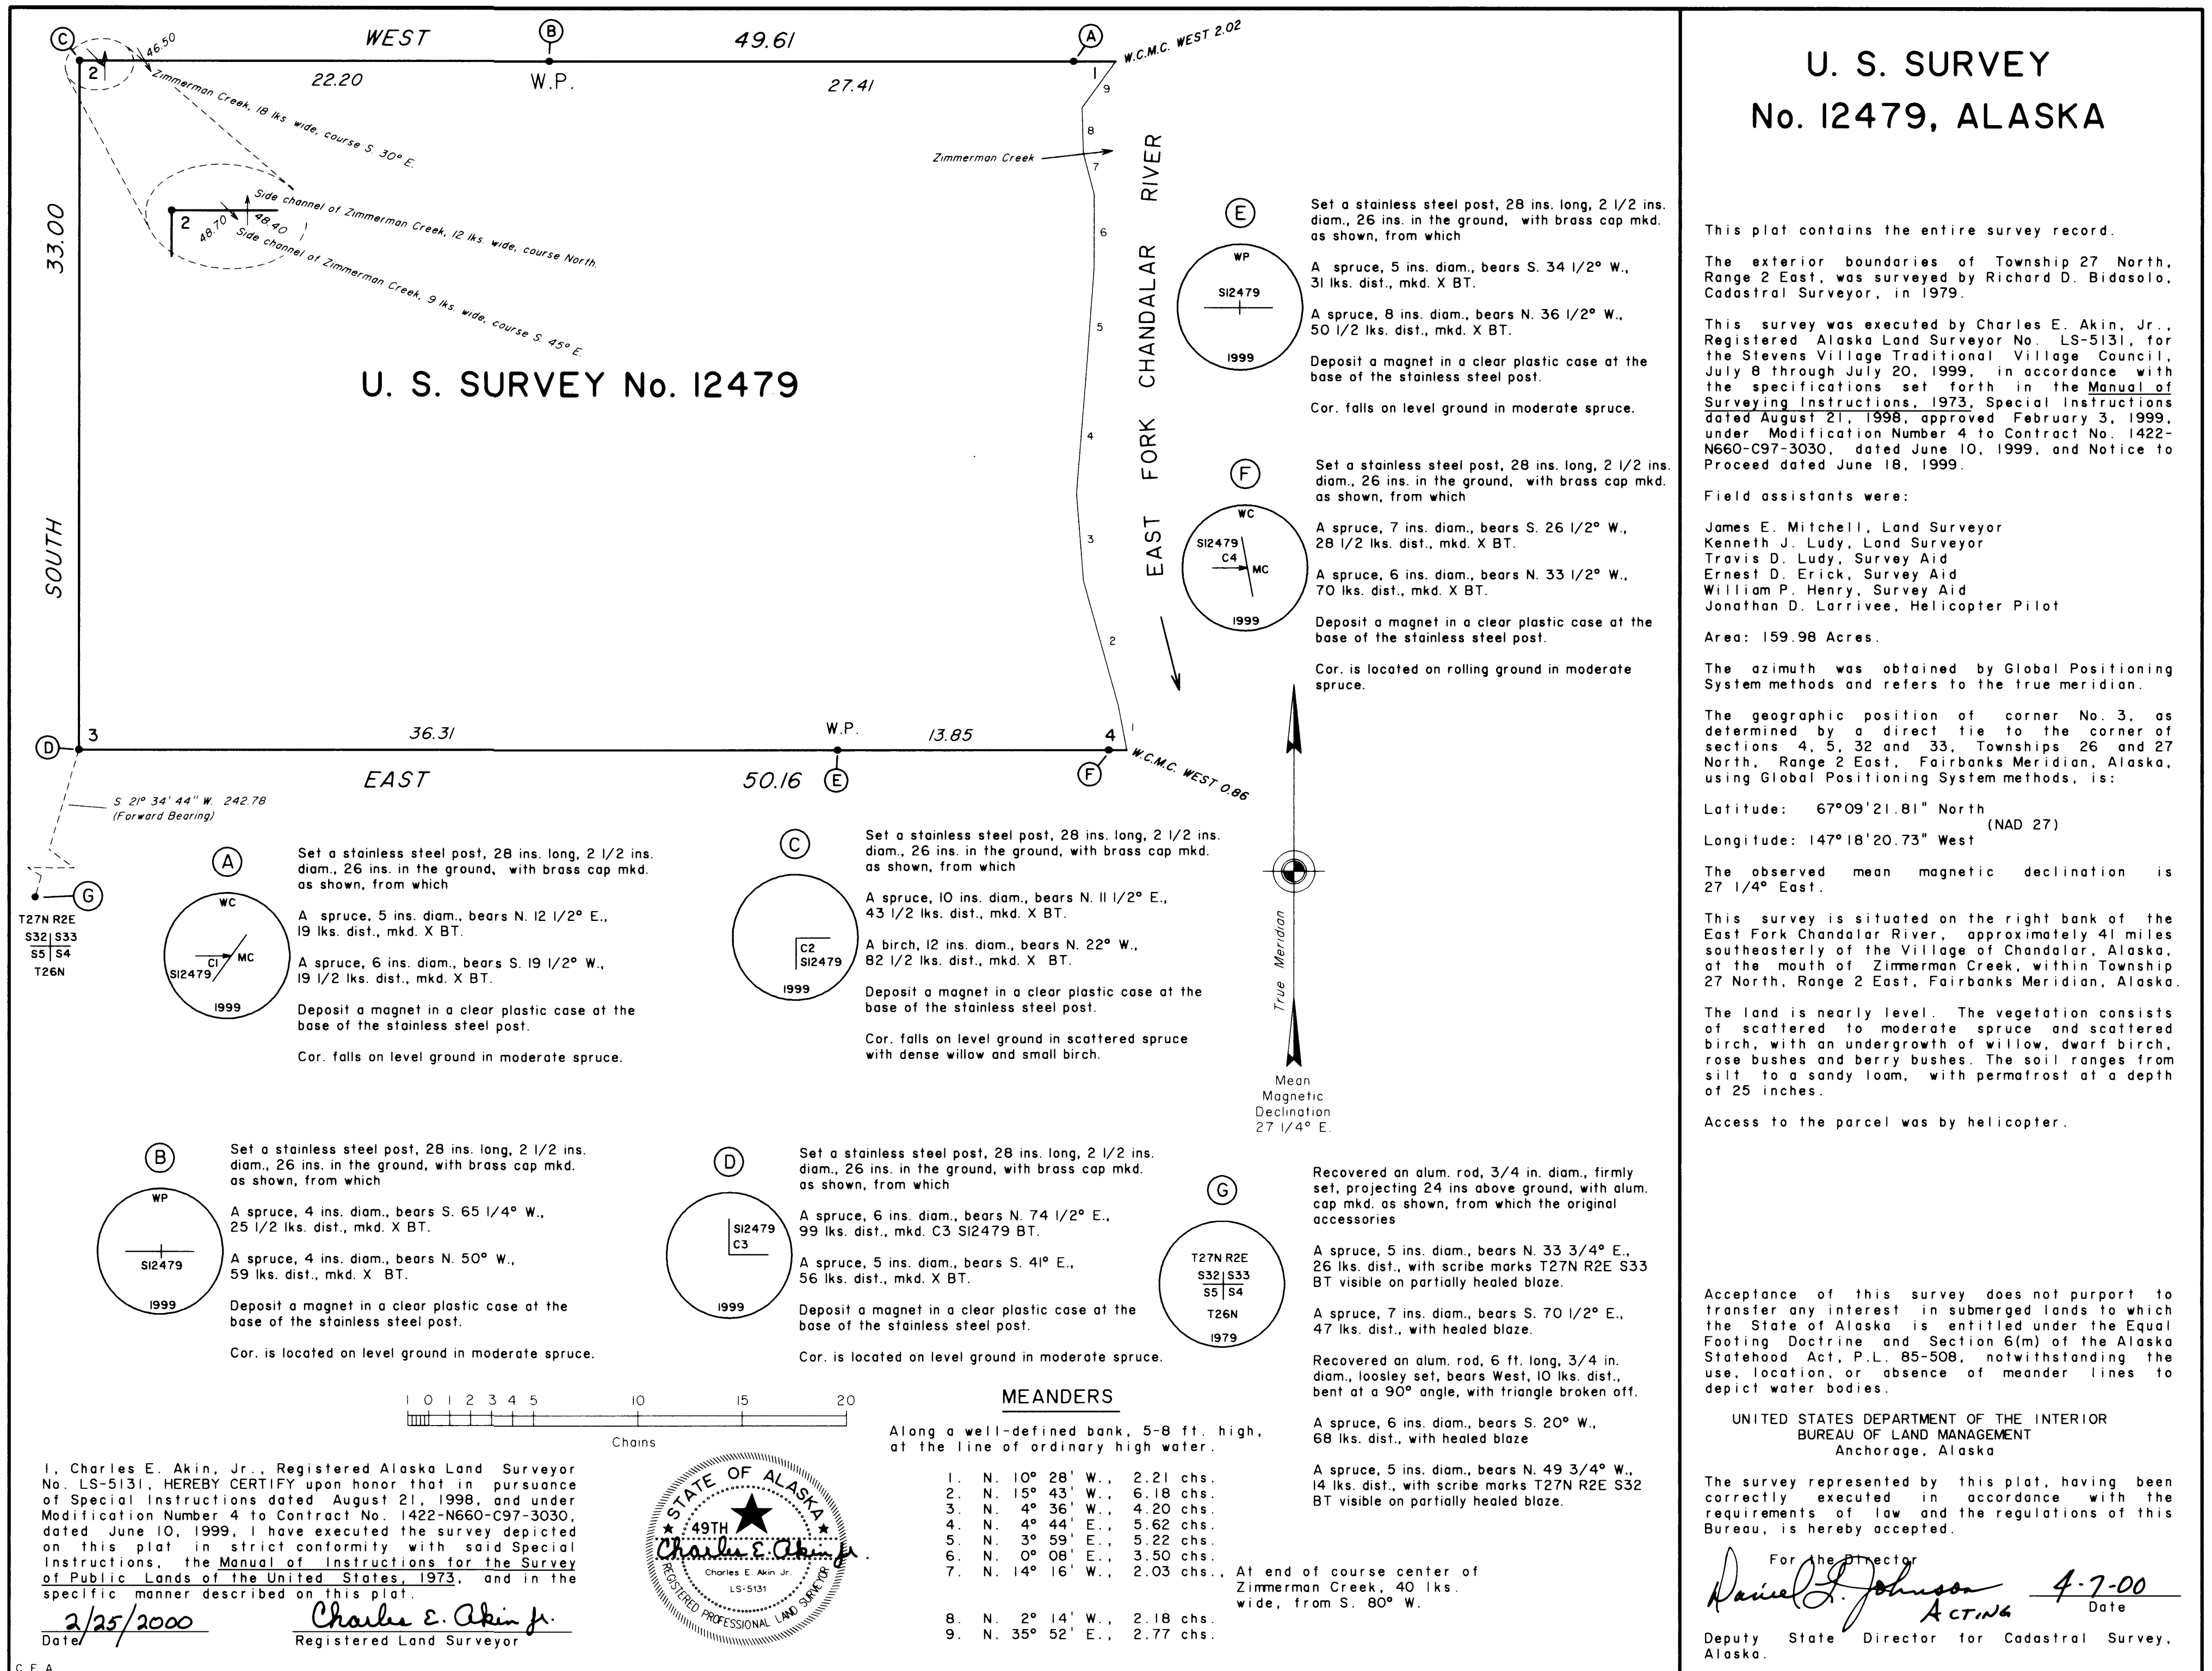 C
WEST
B
49.61
A
W.C.M.C. WEST 2.02
46.50
2
22.20
W.P.
27.41
1
9
8
7
6
5
4
3
2
1
Zimmerman Creek, 18 lks. wide, course S. 30° E.
Zimmerman Creek
Side channel of Zimmerman Creek, 12 lks. wide, course North.
2
48.40
48.70
Side channel of Zimmerman Creek, 9 lks. wide, course S. 45° E.
33.00
SOUTH
U. S. SURVEY No. 12479
EAST FORK CHANDALAR RIVER
D
3
36.31
W.P.
13.85
4
EAST
50.16
E
F
W.C.M.C. WEST 0.86
S. 21° 34' 44" W. 242.78
(Forward Bearing)
G
T27N R2E
S32 S33
S5 S4
T26N
E
WP
S12479
1999
Set a stainless steel post, 28 ins. long, 2 1/2 ins.
diam., 26 ins. in the ground, with brass cap mkd.
as shown, from which
A spruce, 5 ins. diam., bears S. 34 1/2° W.,
31 lks. dist., mkd. X BT.
A spruce, 8 ins. diam., bears N. 36 1/2° W.,
50 1/2 lks. dist., mkd. X BT.
Deposit a magnet in a clear plastic case at the
base of the stainless steel post.
Cor. falls on level ground in moderate spruce.
F
WC
S12479
C4
MC
1999
Set a stainless steel post, 28 ins. long, 2 1/2 ins.
diam., 26 ins. in the ground, with brass cap mkd.
as shown, from which
A spruce, 7 ins. diam., bears S. 26 1/2° W.,
28 1/2 lks. dist., mkd. X BT.
A spruce, 6 ins. diam., bears N. 33 1/2° W.,
70 lks. dist., mkd. X BT.
Deposit a magnet in a clear plastic case at the
base of the stainless steel post.
Cor. is located on rolling ground in moderate
spruce.
A
WC
C1
MC
S12479
1999
Set a stainless steel post, 28 ins. long, 2 1/2 ins.
diam., 26 ins. in the ground, with brass cap mkd.
as shown, from which
A spruce, 5 ins. diam., bears N. 12 1/2° E.,
19 lks. dist., mkd. X BT.
A spruce, 6 ins. diam., bears S. 19 1/2° W.,
19 1/2 lks. dist., mkd. X BT.
Deposit a magnet in a clear plastic case at the
base of the stainless steel post.
Cor. falls on level ground in moderate spruce.
C
C2
S12479
1999
Set a stainless steel post, 28 ins. long, 2 1/2 ins.
diam., 26 ins. in the ground, with brass cap mkd.
as shown, from which
A spruce, 10 ins. diam., bears N. 11 1/2° E.,
43 1/2 lks. dist., mkd. X BT.
A birch, 12 ins. diam., bears N. 22° W.,
82 1/2 lks. dist., mkd. X BT.
Deposit a magnet in a clear plastic case at the
base of the stainless steel post.
Cor. falls on level ground in scattered spruce
with dense willow and small birch.
True Meridian
Mean
Magnetic
Declination
27 1/4° E.
B
WP
S12479
1999
Set a stainless steel post, 28 ins. long, 2 1/2 ins.
diam., 26 ins. in the ground, with brass cap mkd.
as shown, from which
A spruce, 4 ins. diam., bears S. 65 1/4° W.,
25 1/2 lks. dist., mkd. X BT.
A spruce, 4 ins. diam., bears N. 50° W.,
59 lks. dist., mkd. X BT.
Deposit a magnet in a clear plastic case at the
base of the stainless steel post.
Cor. is located on level ground in moderate spruce.
D
S12479
C3
1999
Set a stainless steel post, 28 ins. long, 2 1/2 ins.
diam., 26 ins. in the ground, with brass cap mkd.
as shown, from which
A spruce, 6 ins. diam., bears N. 74 1/2° E.,
99 lks. dist., mkd. C3 S12479 BT.
A spruce, 5 ins. diam., bears S. 41° E.,
56 lks. dist., mkd. X BT.
Deposit a magnet in a clear plastic case at the
base of the stainless steel post.
Cor. is located on level ground in moderate spruce.
G
T27N R2E
S32 S33
S5 S4
T26N
1979
Recovered an alum. rod, 3/4 in. diam., firmly
set, projecting 24 ins above ground, with alum.
cap mkd. as shown, from which the original
accessories
A spruce, 5 ins. diam., bears N. 33 3/4° E.,
26 lks. dist., with scribe marks T27N R2E S33
BT visible on partially healed blaze.
A spruce, 7 ins. diam., bears S. 70 1/2° E.,
47 lks. dist., with healed blaze.
Recovered an alum. rod, 6 ft. long, 3/4 in.
diam., loosley set, bears West, 10 lks. dist.,
bent at a 90° angle, with triangle broken off.
A spruce, 6 ins. diam., bears S. 20° W.,
68 lks. dist., with healed blaze
A spruce, 5 ins. diam., bears N. 49 3/4° W.,
14 lks. dist., with scribe marks T27N R2E S32
BT visible on partially healed blaze.
1 0 1 2 3 4 5 10 15 20
Chains
I, Charles E. Akin, Jr., Registered Alaska Land Surveyor
No. LS-5131, HEREBY CERTIFY upon honor that in pursuance
of Special Instructions dated August 21, 1998, and under
Modification Number 4 to Contract No. 1422-N660-C97-3030,
dated June 10, 1999, I have executed the survey depicted
on this plat in strict conformity with said Special
Instructions, the Manual of Instructions for the Survey
of Public Lands of the United States, 1973, and in the
specific manner described on this plat.
2/25/2000
Date
Charles E. Akin Jr.
Registered Land Surveyor
C.E.A.
STATE OF ALASKA
49TH
Charles E. Akin Jr.
Charles E. Akin Jr.
LS-5131
REGISTERED PROFESSIONAL LAND SURVEYOR
MEANDERS
Along a well-defined bank, 5-8 ft. high,
at the line of ordinary high water.
1. N. 10° 28' W., 2.21 chs.
2. N. 15° 43' W., 6.18 chs.
3. N. 4° 36' W., 4.20 chs.
4. N. 4° 44' E., 5.62 chs.
5. N. 3° 59' E., 5.22 chs.
6. N. 0° 08' E., 3.50 chs.
7. N. 14° 16' W., 2.03 chs., At end of course center of
Zimmerman Creek, 40 lks.
wide, from S. 80° W.
8. N. 2° 14' W., 2.18 chs.
9. N. 35° 52' E., 2.77 chs.
U. S. SURVEY
No. 12479, ALASKA
This plat contains the entire survey record.
The exterior boundaries of Township 27 North,
Range 2 East, was surveyed by Richard D. Bidasolo,
Cadastral Surveyor, in 1979.
This survey was executed by Charles E. Akin, Jr.,
Registered Alaska Land Surveyor No. LS-5131, for
the Stevens Village Traditional Village Council,
July 8 through July 20, 1999, in accordance with
the specifications set forth in the Manual of
Surveying Instructions, 1973, Special Instructions
dated August 21, 1998, approved February 3, 1999,
under Modification Number 4 to Contract No. 1422-
N660-C97-3030, dated June 10, 1999, and Notice to
Proceed dated June 18, 1999.
Field assistants were:
James E. Mitchell, Land Surveyor
Kenneth J. Ludy, Land Surveyor
Travis D. Ludy, Survey Aid
Ernest D. Erick, Survey Aid
William P. Henry, Survey Aid
Jonathan D. Larrivee, Helicopter Pilot
Area: 159.98 Acres.
The azimuth was obtained by Global Positioning
System methods and refers to the true meridian.
The geographic position of corner No. 3, as
determined by a direct tie to the corner of
sections 4, 5, 32 and 33, Townships 26 and 27
North, Range 2 East, Fairbanks Meridian, Alaska,
using Global Positioning System methods, is:
Latitude: 67°09'21.81" North
(NAD 27)
Longitude: 147°18'20.73" West
The observed mean magnetic declination is
27 1/4° East.
This survey is situated on the right bank of the
East Fork Chandalar River, approximately 41 miles
southeasterly of the Village of Chandalar, Alaska,
at the mouth of Zimmerman Creek, within Township
27 North, Range 2 East, Fairbanks Meridian, Alaska.
The land is nearly level. The vegetation consists
of scattered to moderate spruce and scattered
birch, with an undergrowth of willow, dwarf birch,
rose bushes and berry bushes. The soil ranges from
silt to a sandy loam, with permafrost at a depth
of 25 inches.
Access to the parcel was by helicopter.
Acceptance of this survey does not purport to
transfer any interest in submerged lands to which
the State of Alaska is entitled under the Equal
Footing Doctrine and Section 6(m) of the Alaska
Statehood Act, P.L. 85-508, notwithstanding the
use, location, or absence of meander lines to
depict water bodies.
UNITED STATES DEPARTMENT OF THE INTERIOR
BUREAU OF LAND MANAGEMENT
Anchorage, Alaska
The survey represented by this plat, having been
correctly executed in accordance with the
requirements of law and the regulations of this
Bureau, is hereby accepted.
For the Director
Daniel L. Johnson
ACTING
4-7-00
Date
Deputy State Director for Cadastral Survey,
Alaska.